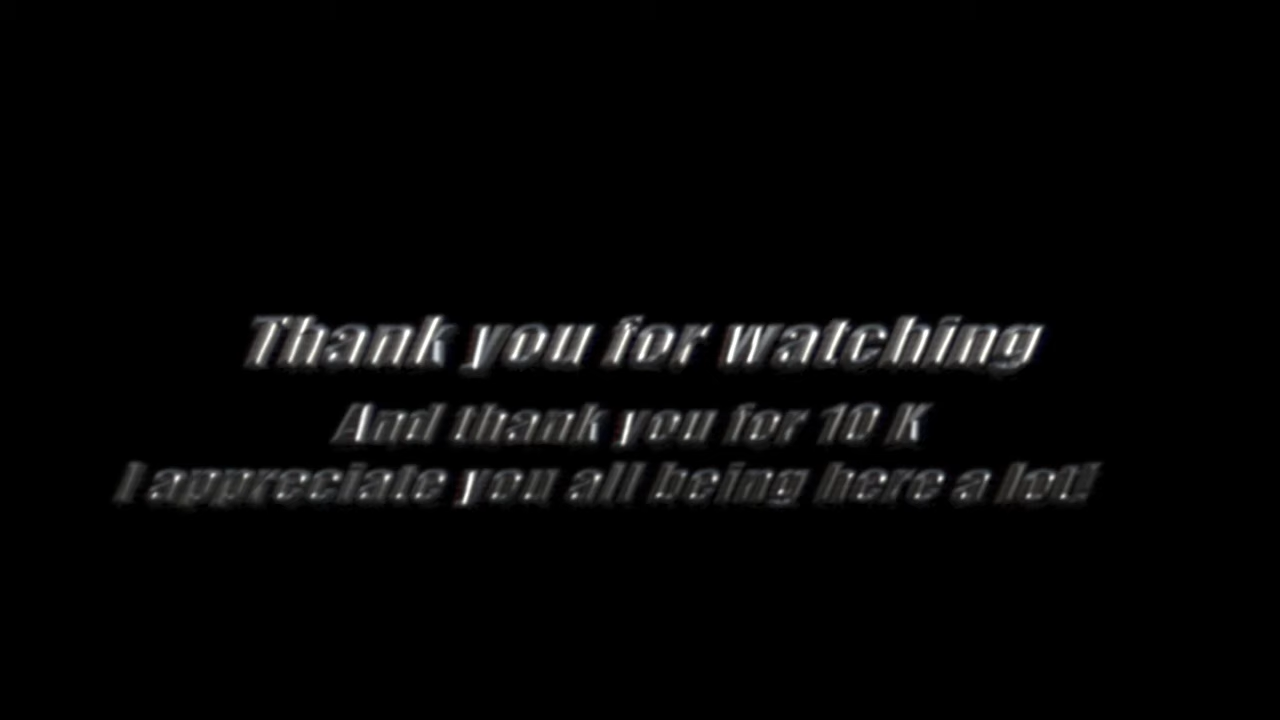 Thank you for watching
And thank you for 10 K
I appreciate you all being here a lot!